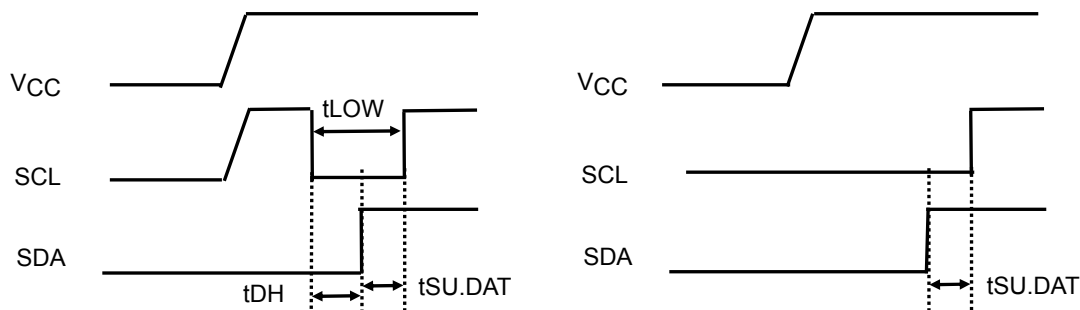 VCC
tLOW
SCL
SDA
tDH
tSU.DAT
VCC
SCL
SDA
tSU.DAT